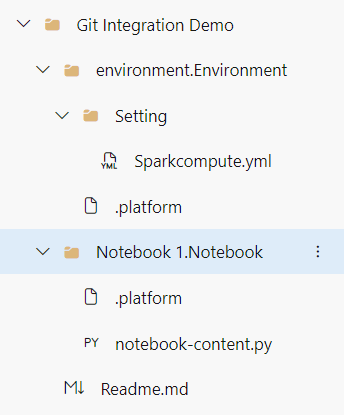 Git Integration Demo
environment.Environment
Setting
YML Sparkcompute.yml
.platform
Notebook 1.Notebook
.platform
PY notebook-content.py
M↓ Readme.md